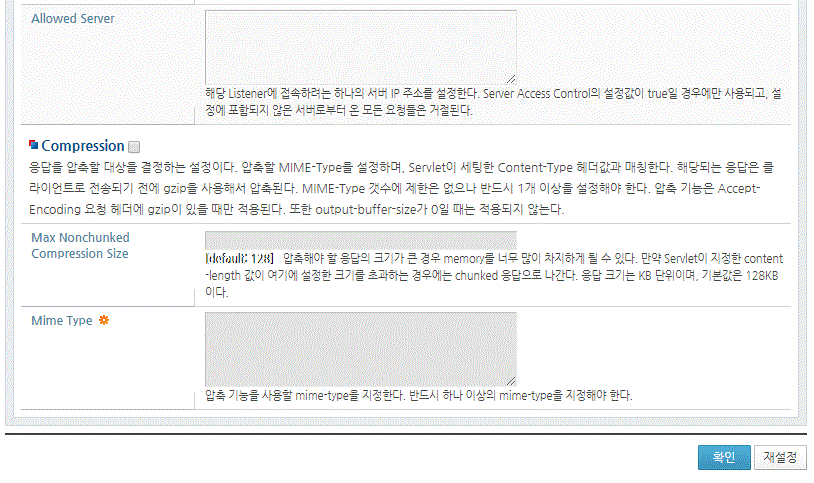 Allowed Server
해당 Listener에 접속하려는 하나의 서버 IP 주소를 설정한다. Server Access Control의 설정값이 true일 경우에만 사용되고, 설
정에 포함되지 않은 서버로부터 온 모든 요청들은 거절된다.
Compression
응답을 압축할 대상을 결정하는 설정이다. 압축할 MIME-Type을 설정하며, Servlet이 세팅한 Content-Type 헤더값과 매칭한다. 해당되는 응답은 클
라이언트로 전송되기 전에 gzip을 사용해서 압축된다. MIME-Type 갯수에 제한은 없으나 반드시 1개 이상을 설정해야 한다. 압축 기능은 Accept-
Encoding 요청 헤더에 gzip이 있을 때만 적용된다. 또한 output-buffer-size가 0일 때는 적용되지 않는다.
Max Nonchunked
Compression Size
[default: 128] 압축해야 할 응답의 크기가 큰 경우 memory를 너무 많이 차지하게 될 수 있다. 만약 Servlet이 지정한 content
-length 값이 여기에 설정한 크기를 초과하는 경우에는 chunked 응답으로 나간다. 응답 크기는 KB 단위이며, 기본값은 128KB
이다.
Mime Type
압축 기능을 사용할 mime-type을 지정한다. 반드시 하나 이상의 mime-type을 지정해야 한다.
확인 재설정